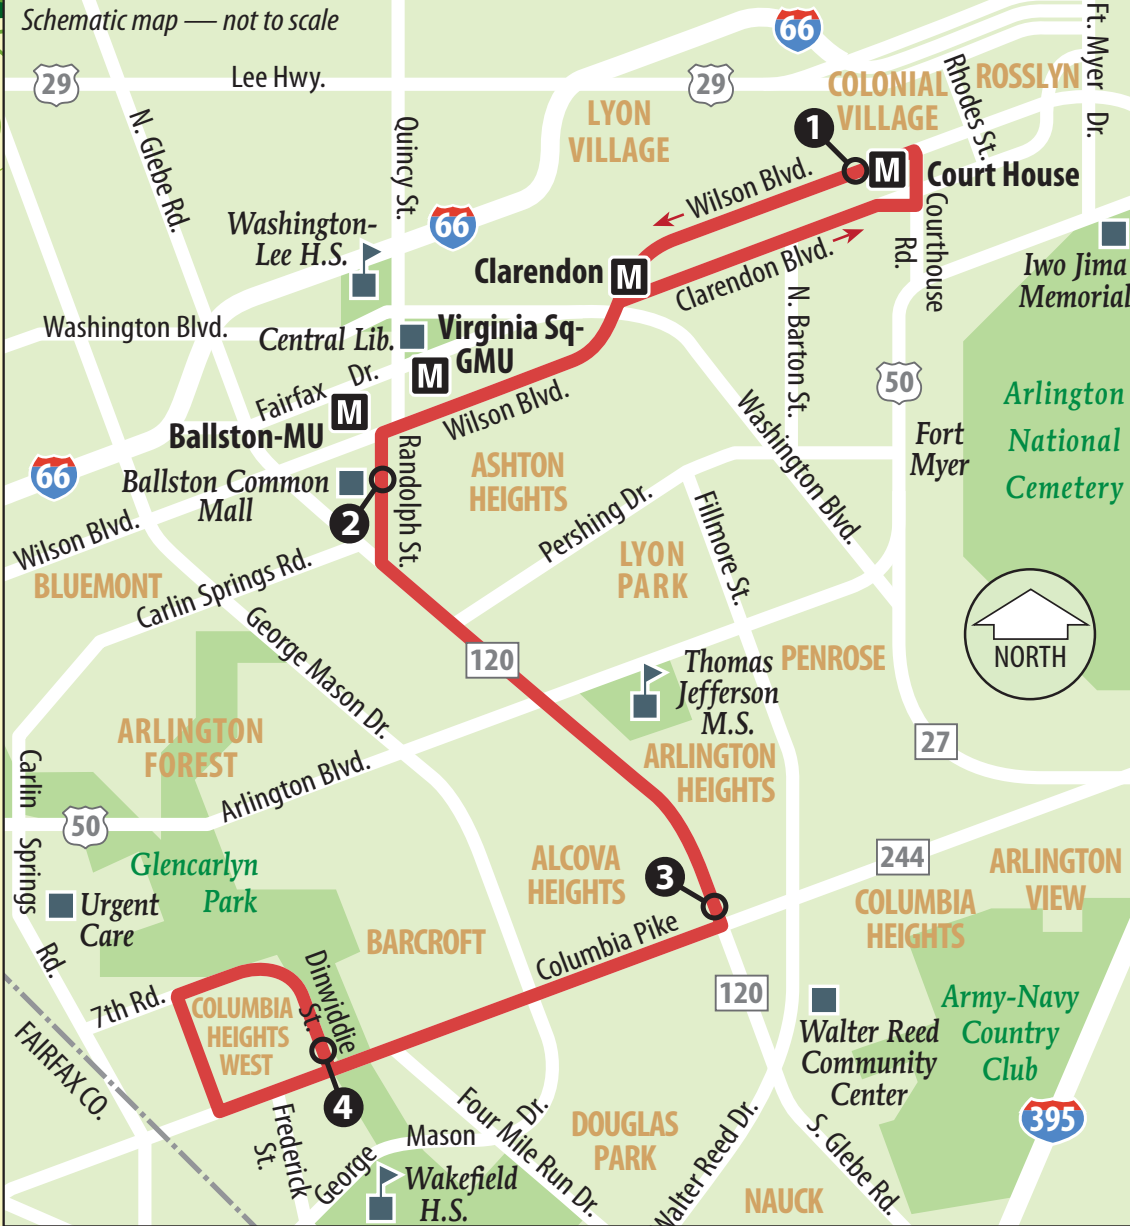 Schematic map — not to scale
66
Ft. Myer Dr.
29
Lee Hwy.
29
COLONIAL
VILLAGE
Rhodes St.
ROSSLYN
LYON
VILLAGE
N. Glebe Rd.
Quincy St.
1
M
Court House
Wilson Blvd.
Washington-
Lee H.S.
66
Courthouse
Rd.
Clarendon
M
Clarendon Blvd.
Iwo Jima
Memorial
N. Barton St.
Washington Blvd.
Central Lib.
Virginia Sq-
GMU
M
Fairfax Dr.
M
Ballston-MU
Wilson Blvd.
50
Arlington
National
Cemetery
Washington Blvd.
Fort
Myer
66
Ballston Common
Mall
Randolph St.
ASHTON
HEIGHTS
2
Wilson Blvd.
Pershing Dr.
Fillmore St.
LYON
PARK
BLUEMONT
Carlin Springs Rd.
George Mason Dr.
NORTH
120
Thomas
Jefferson
M.S.
PENROSE
ARLINGTON
FOREST
ARLINGTON
HEIGHTS
27
Carlin Springs Rd.
Arlington Blvd.
50
Glencarlyn
Park
ALCOVA
HEIGHTS
3
244
ARLINGTON
VIEW
Urgent
Care
COLUMBIA
HEIGHTS
BARCROFT
Columbia Pike
Dinwiddie
St.
7th Rd.
COLUMBIA
HEIGHTS
WEST
120
Walter Reed
Community
Center
Army-Navy
Country
Club
FAIRFAX CO.
4
Frederick
St.
Four Mile Run Dr.
George Mason Dr.
DOUGLAS
PARK
395
Walter Reed Dr.
S. Glebe Rd.
Wakefield
H.S.
NAUCK